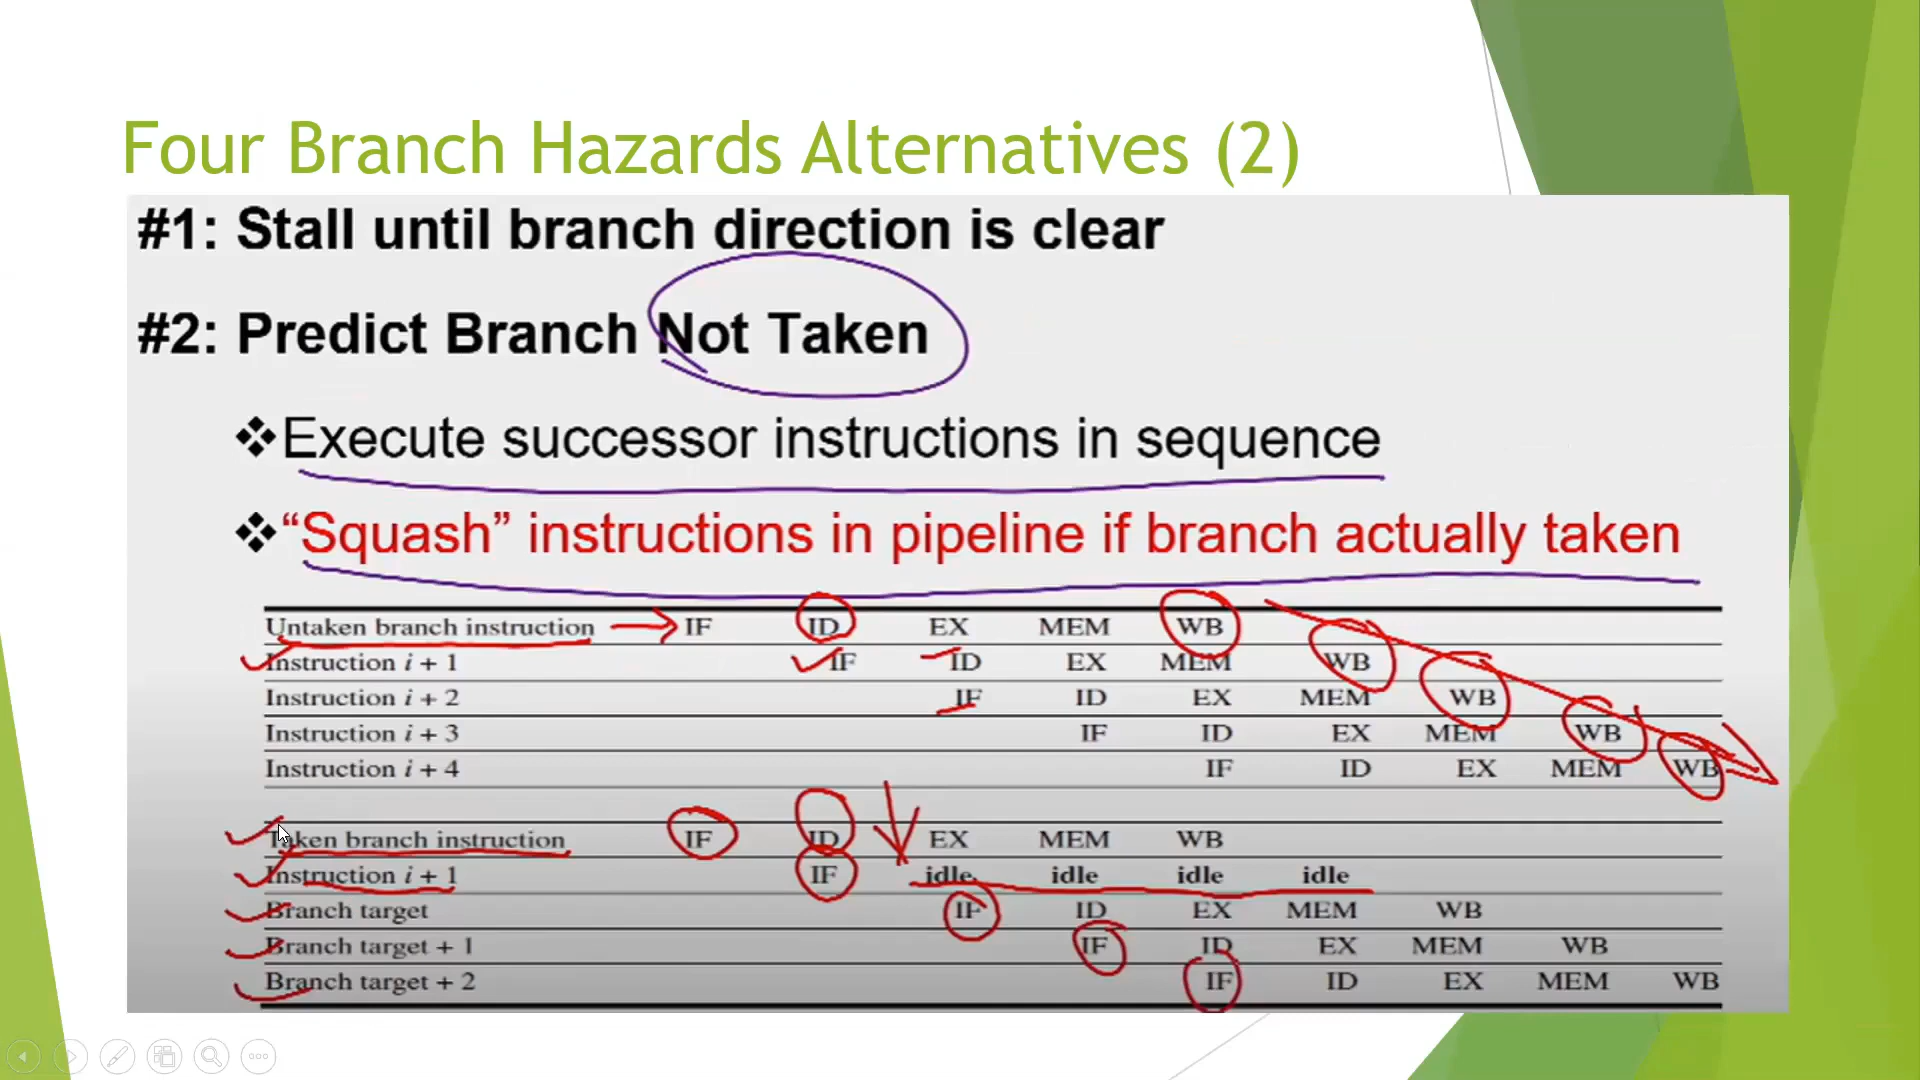 Four Branch Hazards Alternatives (2)
#1: Stall until branch direction is clear
#2: Predict Branch Not Taken
❖Execute successor instructions in sequence
❖“Squash” instructions in pipeline if branch actually taken
Untaken branch instruction IF ID EX MEM WB
Instruction i + 1 IF ID EX MEM WB
Instruction i + 2 IF ID EX MEM WB
Instruction i + 3 IF ID EX MEM WB
Instruction i + 4 IF ID EX MEM WB
Taken branch instruction IF ID EX MEM WB
Instruction i + 1 IF idle idle idle idle
Branch target IF ID EX MEM WB
Branch target + 1 IF ID EX MEM WB
Branch target + 2 IF ID EX MEM WB